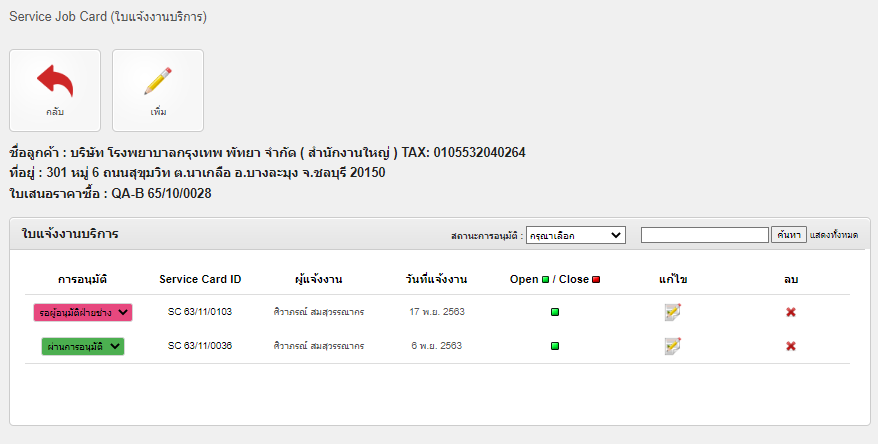 Service Job Card (ใบแจ้งงานบริการ)
กลับ เพิ่ม
ชื่อลูกค้า : บริษัท โรงพยาบาลกรุงเทพ พัทยา จำกัด ( สำนักงานใหญ่ ) TAX: 0105532040264
ที่อยู่ : 301 หมู่ 6 ถนนสุขุมวิท ต.นาเกลือ อ.บางละมุง จ.ชลบุรี 20150
ใบเสนอราคาซื้อ : QA-B 65/10/0028
ใบแจ้งงานบริการ สถานะการอนุมัติ : กรุณาเลือก ค้นหา แสดงทั้งหมด
การอนุมัติ Service Card ID ผู้แจ้งงาน วันที่แจ้งงาน Open / Close แก้ไข ลบ
รอผู้อนุมัติฝ่ายช่าง SC 63/11/0103 ศิวาภรณ์ สมสุวรรณากร 17 พ.ย. 2563
ผ่านการอนุมัติ SC 63/11/0036 ศิวาภรณ์ สมสุวรรณากร 6 พ.ย. 2563